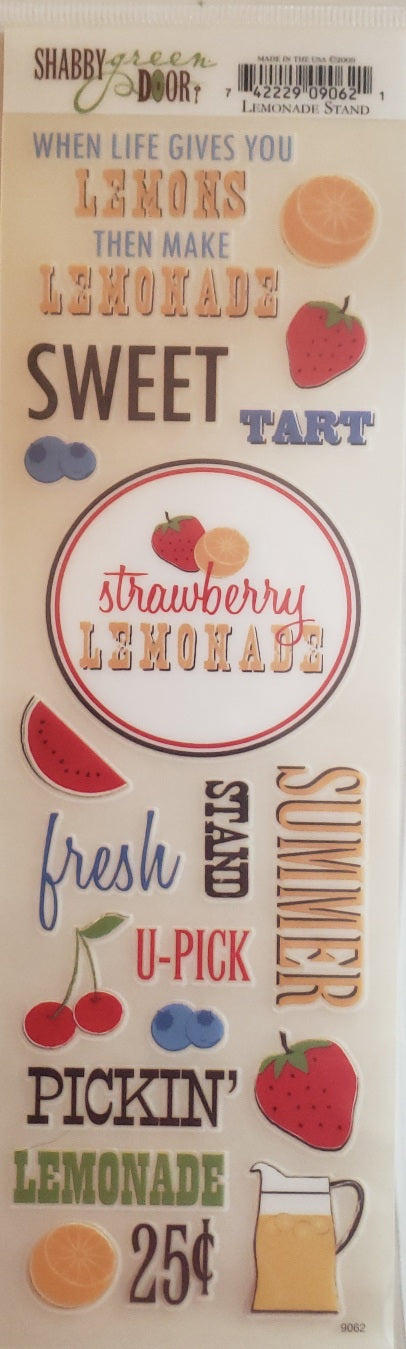 SHABBY green DOOR
MADE IN THE USA ©2009
7 42229 09062 1
LEMONADE STAND
WHEN LIFE GIVES YOU
LEMONS
THEN MAKE
LEMONADE
SWEET
TART
strawberry
LEMONADE
fresh
STAND
SUMMER
U-PICK
PICKIN'
LEMONADE
25¢
9062